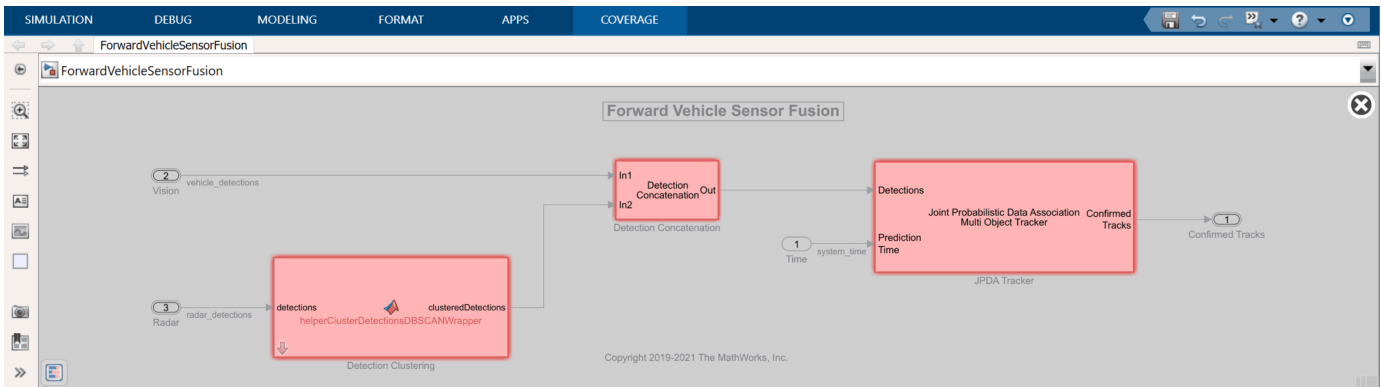 SIMULATION DEBUG MODELING FORMAT APPS COVERAGE
ForwardVehicleSensorFusion
ForwardVehicleSensorFusion
Forward Vehicle Sensor Fusion
2
vehicle_detections
Vision
In1
Detection
Concatenation
Out
In2
Detection Concatenation
Detections
Joint Probabilistic Data Association
Multi Object Tracker
Confirmed
Tracks
Prediction
Time
JPDA Tracker
1
Confirmed Tracks
1
system_time
Time
3
radar_detections
Radar
detections
clusteredDetections
helperClusterDetectionsDBSCANWrapper
Detection Clustering
Copyright 2019-2021 The MathWorks, Inc.